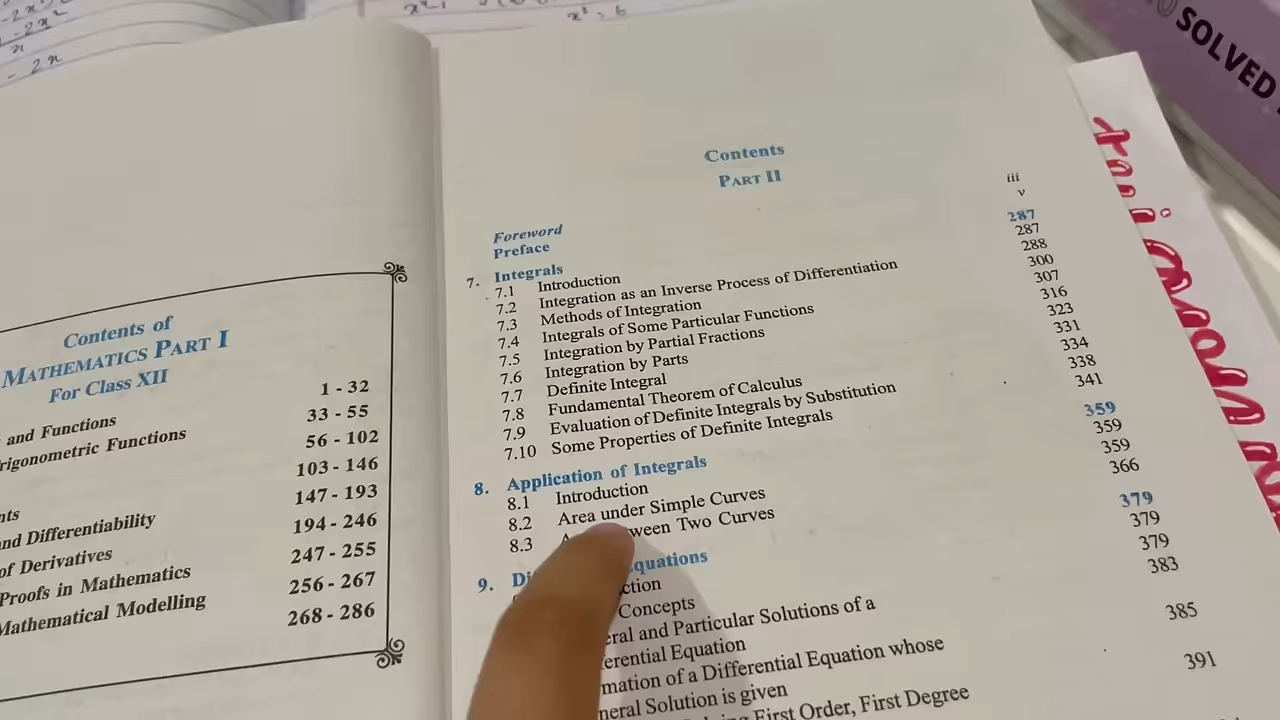 - 2x
x² = 6
SOLVED
Contents of
MATHEMATICS PART I
For Class XII
1 - 32
and Functions 33 - 55
rigonometric Functions 56 - 102
103 - 146
nts 147 - 193
nd Differentiability 194 - 246
of Derivatives 247 - 255
Proofs in Mathematics 256 - 267
Mathematical Modelling 268 - 286
Contents
PART II
Foreword iii
Preface v
7. Integrals 287
7.1 Introduction 287
7.2 Integration as an Inverse Process of Differentiation 288
7.3 Methods of Integration 300
7.4 Integrals of Some Particular Functions 307
7.5 Integration by Partial Fractions 316
7.6 Integration by Parts 323
7.7 Definite Integral 331
7.8 Fundamental Theorem of Calculus 334
7.9 Evaluation of Definite Integrals by Substitution 338
7.10 Some Properties of Definite Integrals 341
8. Application of Integrals 359
8.1 Introduction 359
8.2 Area under Simple Curves 359
8.3 ween Two Curves 366
9. Di quations 379
ction 379
Concepts 379
eral and Particular Solutions of a
ferential Equation 383
mation of a Differential Equation whose
neral Solution is given 385
First Order, First Degree 391